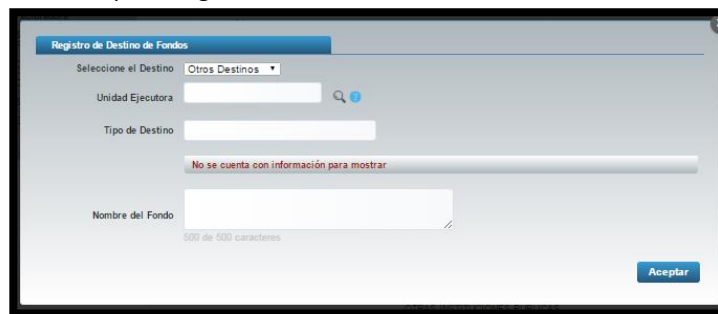 Registro de Destino de Fondos
Seleccione el Destino Otros Destinos
Unidad Ejecutora
Tipo de Destino
No se cuenta con información para mostrar
Nombre del Fondo
500 de 500 caracteres
Aceptar